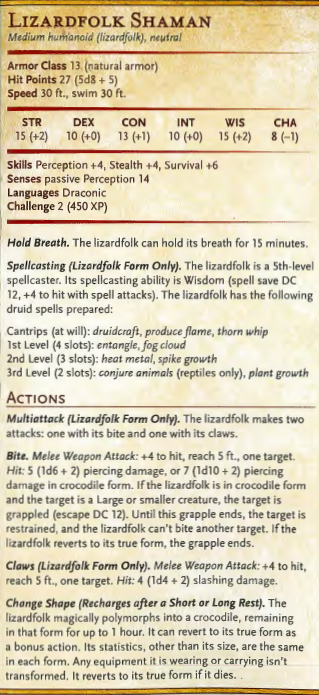 LIZARDFOLK SHAMAN
Medium humanoid (lizardfolk), neutral
Armor Class 13 (natural armor)
Hit Points 27 (5d8 + 5)
Speed 30 ft., swim 30 ft.
STR DEX CON INT WIS CHA
15 (+2) 10 (+0) 13 (+1) 10 (+0) 15 (+2) 8 (−1)
Skills Perception +4, Stealth +4, Survival +6
Senses passive Perception 14
Languages Draconic
Challenge 2 (450 XP)
Hold Breath. The lizardfolk can hold its breath for 15 minutes.
Spellcasting (Lizardfolk Form Only). The lizardfolk is a 5th-level
spellcaster. Its spellcasting ability is Wisdom (spell save DC
12, +4 to hit with spell attacks). The lizardfolk has the following
druid spells prepared:
Cantrips (at will): druidcraft, produce flame, thorn whip
1st Level (4 slots): entangle, fog cloud
2nd Level (3 slots): heat metal, spike growth
3rd Level (2 slots): conjure animals (reptiles only), plant growth
ACTIONS
Multiattack (Lizardfolk Form Only). The lizardfolk makes two
attacks: one with its bite and one with its claws.
Bite. Melee Weapon Attack: +4 to hit, reach 5 ft., one target.
Hit: 5 (1d6 + 2) piercing damage, or 7 (1d10 + 2) piercing
damage in crocodile form. If the lizardfolk is in crocodile form
and the target is a Large or smaller creature, the target is
grappled (escape DC 12). Until this grapple ends, the target is
restrained, and the lizardfolk can't bite another target. If the
lizardfolk reverts to its true form, the grapple ends.
Claws (Lizardfolk Form Only). Melee Weapon Attack: +4 to hit,
reach 5 ft., one target. Hit: 4 (1d4 + 2) slashing damage.
Change Shape (Recharges after a Short or Long Rest). The
lizardfolk magically polymorphs into a crocodile, remaining
in that form for up to 1 hour. It can revert to its true form as
a bonus action. Its statistics, other than its size, are the same
in each form. Any equipment it is wearing or carrying isn't
transformed. It reverts to its true form if it dies.